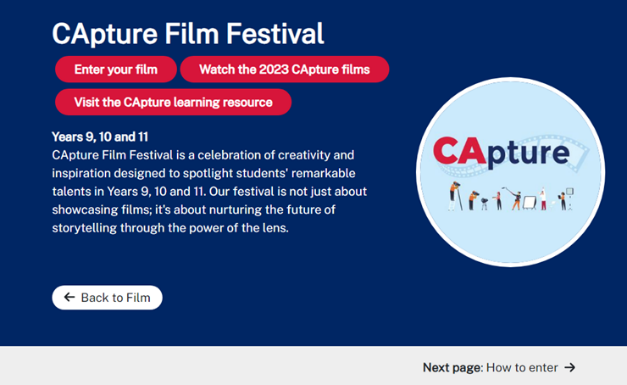 CApture Film Festival
Enter your film
Watch the 2023 CApture films
Visit the CApture learning resource
Years 9, 10 and 11
CApture Film Festival is a celebration of creativity and
inspiration designed to spotlight students' remarkable
talents in Years 9, 10 and 11. Our festival is not just about
showcasing films; it's about nurturing the future of
storytelling through the power of the lens.
CApture
← Back to Film
Next page: How to enter →